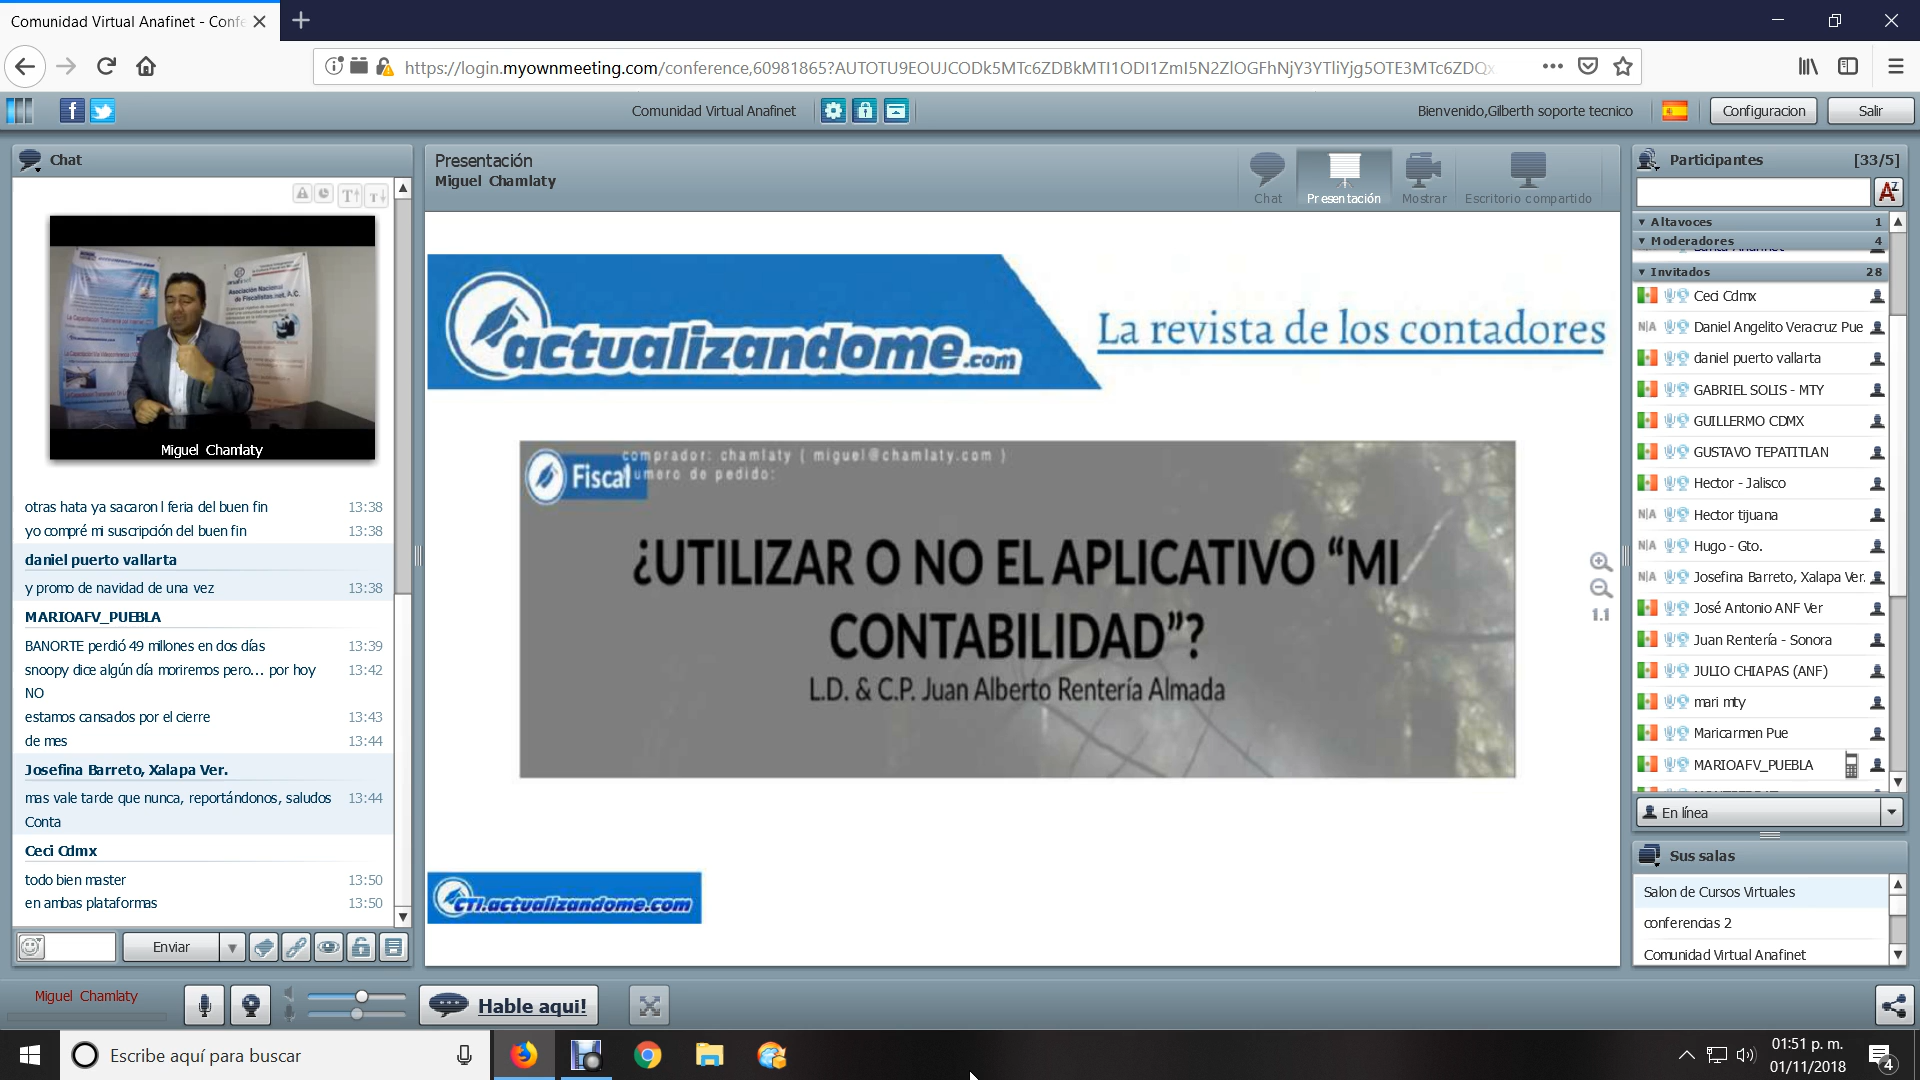 Comunidad Virtual Anafinet - Confe
https://login.myownmeeting.com/conference,60981865?AUTOTU9EOUJCODk5MTc6ZDBkMTI1ODI1ZmI5N2ZlOGFhNjY3YTliYjg5OTE3MTc6ZDQx
Comunidad Virtual Anafinet
Bienvenido,Gilberth soporte tecnico
Configuracion
Salir
Chat
Miguel Chamlaty
otras hata ya sacaron l feria del buen fin 13:38
yo compré mi suscripción del buen fin 13:38
daniel puerto vallarta
y promo de navidad de una vez 13:38
MARIOAFV_PUEBLA
BANORTE perdió 49 millones en dos días 13:39
snoopy dice algún día moriremos pero... por hoy 13:42
NO
estamos cansados por el cierre 13:43
de mes 13:44
Josefina Barreto, Xalapa Ver.
mas vale tarde que nunca, reportándonos, saludos 13:44
Conta
Ceci Cdmx
todo bien master 13:50
en ambas plataformas 13:50
Enviar
Presentación
Miguel Chamlaty
Chat
Presentación
Mostrar
Escritorio compartido
actualizandome.com
La revista de los contadores
comprador: chamlaty ( miguel@chamlaty.com )
numero de pedido:
Fiscal
¿UTILIZAR O NO EL APLICATIVO “MI
CONTABILIDAD”?
L.D. & C.P. Juan Alberto Rentería Almada
CTI.actualizandome.com
1.1
Participantes [33/5]
Altavoces 1
Moderadores 4
Invitados 28
Ceci Cdmx
N|A Daniel Angelito Veracruz Pue
daniel puerto vallarta
GABRIEL SOLIS - MTY
GUILLERMO CDMX
GUSTAVO TEPATITLAN
Hector - Jalisco
N|A Hector tijuana
N|A Hugo - Gto.
N|A Josefina Barreto, Xalapa Ver.
José Antonio ANF Ver
Juan Rentería - Sonora
JULIO CHIAPAS (ANF)
mari mty
Maricarmen Pue
MARIOAFV_PUEBLA
En línea
Sus salas
Salon de Cursos Virtuales
conferencias 2
Comunidad Virtual Anafinet
Miguel Chamlaty
Hable aqui!
Escribe aquí para buscar
01:51 p. m.
01/11/2018
4